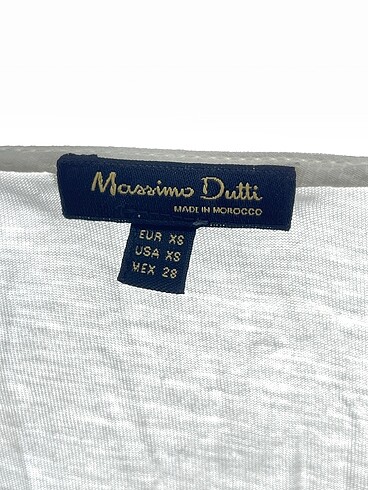 Massimo Dutti
MADE IN MOROCCO
EUR XS
USA XS
MEX 28